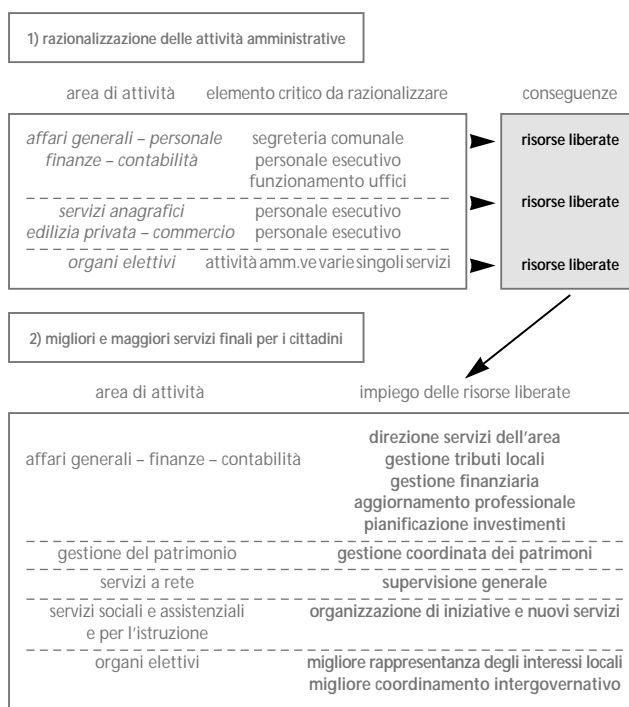 1) razionalizzazione delle attività amministrative
area di attività elemento critico da razionalizzare conseguenze
affari generali – personale segreteria comunale risorse liberate
finanze – contabilità personale esecutivo
funzionamento uffici
servizi anagrafici personale esecutivo risorse liberate
edilizia privata – commercio personale esecutivo
organi elettivi attività amm.ve varie singoli servizi risorse liberate
2) migliori e maggiori servizi finali per i cittadini
area di attività impiego delle risorse liberate
direzione servizi dell'area
affari generali – finanze – contabilità gestione tributi locali
gestione finanziaria
aggiornamento professionale
pianificazione investimenti
gestione del patrimonio gestione coordinata dei patrimoni
servizi a rete supervisione generale
servizi sociali e assistenziali organizzazione di iniziative e nuovi servizi
e per l'istruzione
organi elettivi migliore rappresentanza degli interessi locali
migliore coordinamento intergovernativo